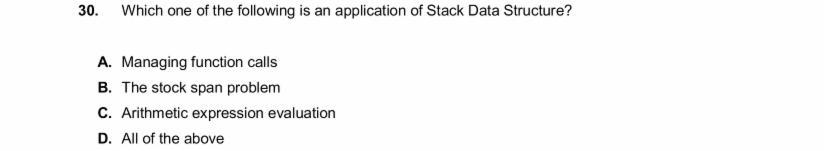 30. Which one of the following is an application of Stack Data Structure?
A. Managing function calls
B. The stock span problem
C. Arithmetic expression evaluation
D. All of the above